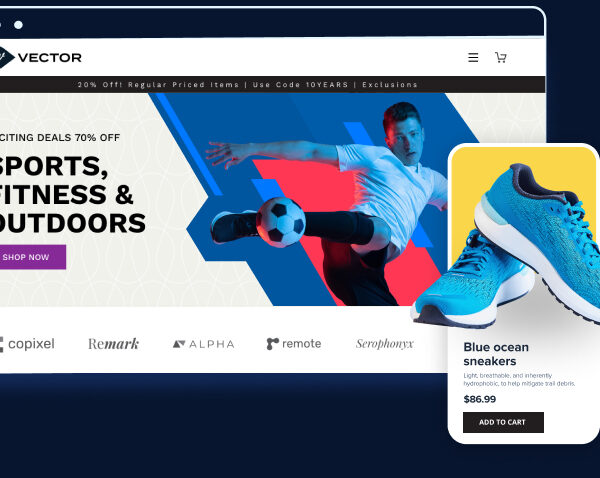 VECTOR
20% Off! Regular Priced Items | Use Code 10YEARS | Exclusions
CITING DEALS 70% OFF
SPORTS,
FITNESS &
OUTDOORS
SHOP NOW
copixel
Remark
ALPHA
remote
Serophonyx
Blue ocean
sneakers
Light, breathable, and inherently
hydrophobic, to help mitigate trail debris.
$86.99
ADD TO CART